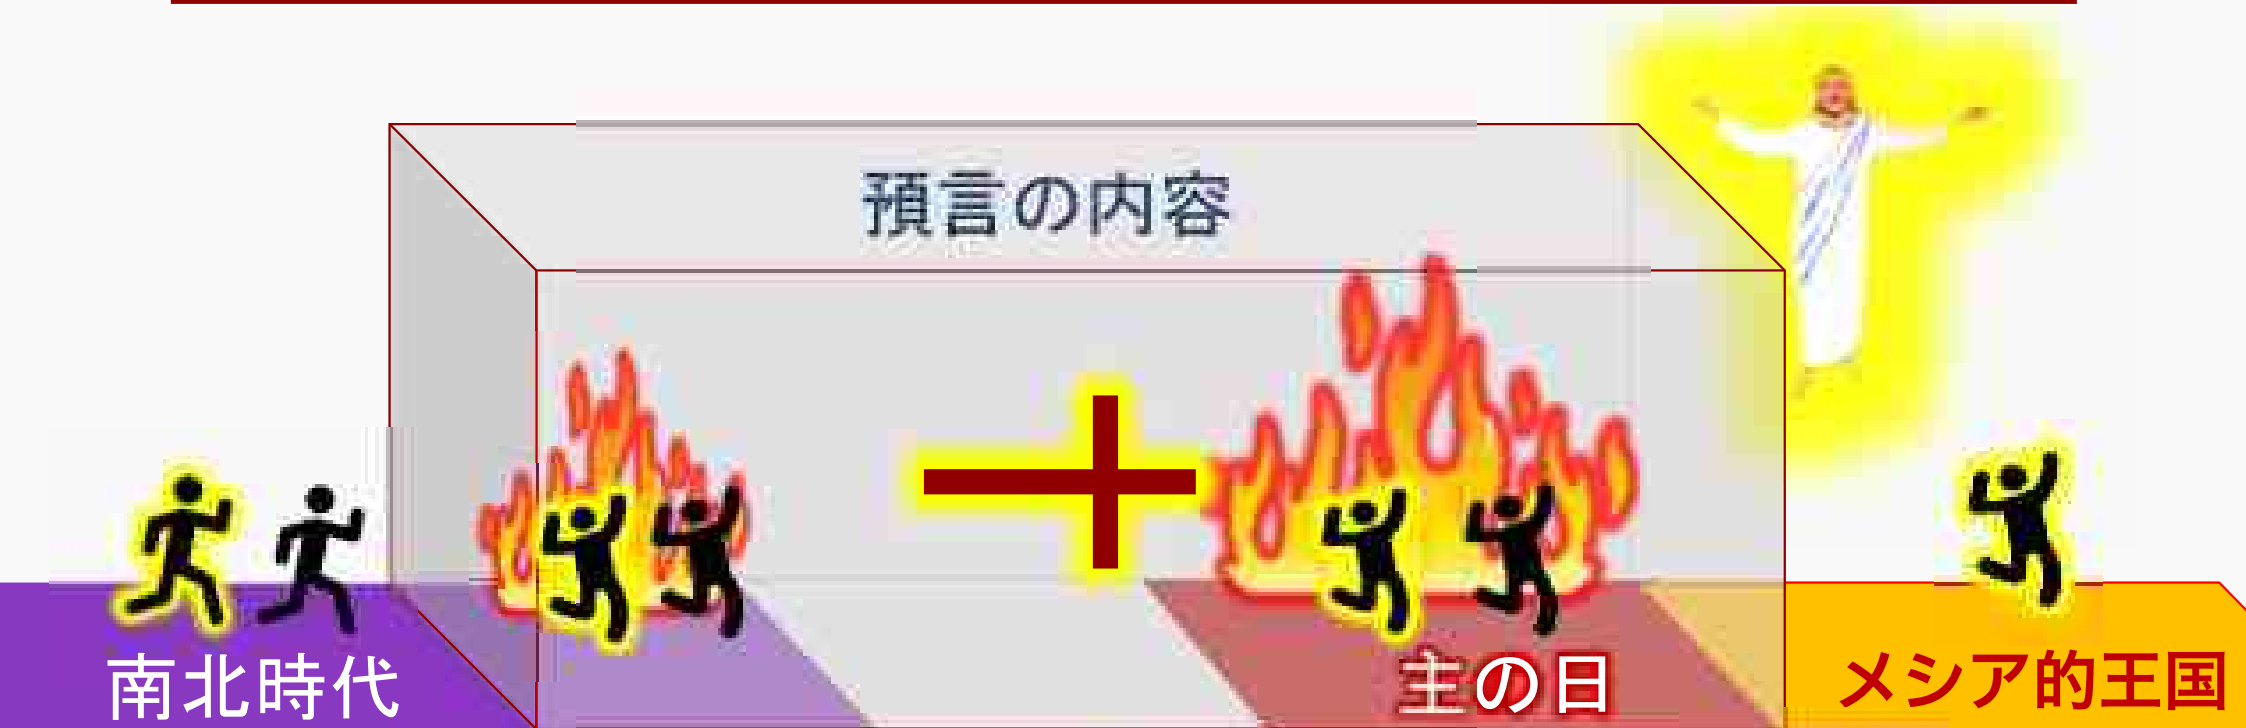 預言の内容
南北時代
主の日
メシア的王国